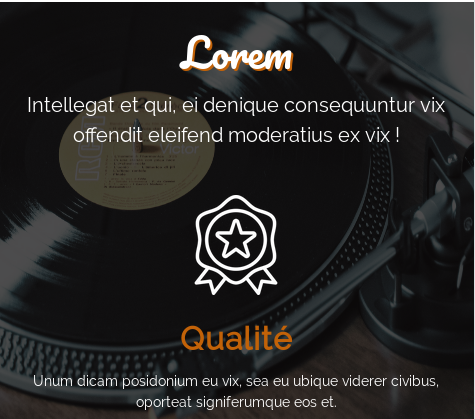 Lorem
Intellegat et qui, ei denique consequuntur vix
offendit eleifend moderatius ex vix !
Victor
Qualité
Unum dicam posidonium eu vix, sea eu ubique viderer civibus,
oporteat signiferumque eos et.